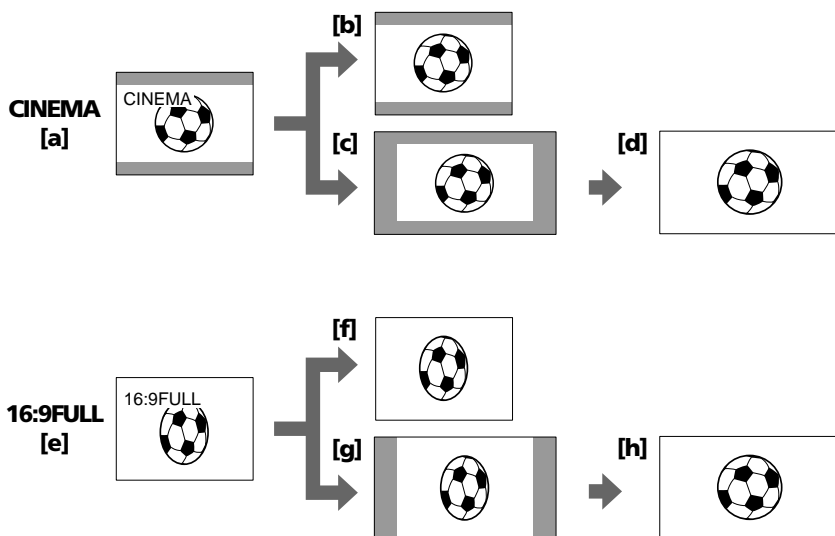 [b]
CINEMA
[a]
CINEMA
[c]
[d]
[f]
16:9FULL
[e]
16:9FULL
[g]
[h]